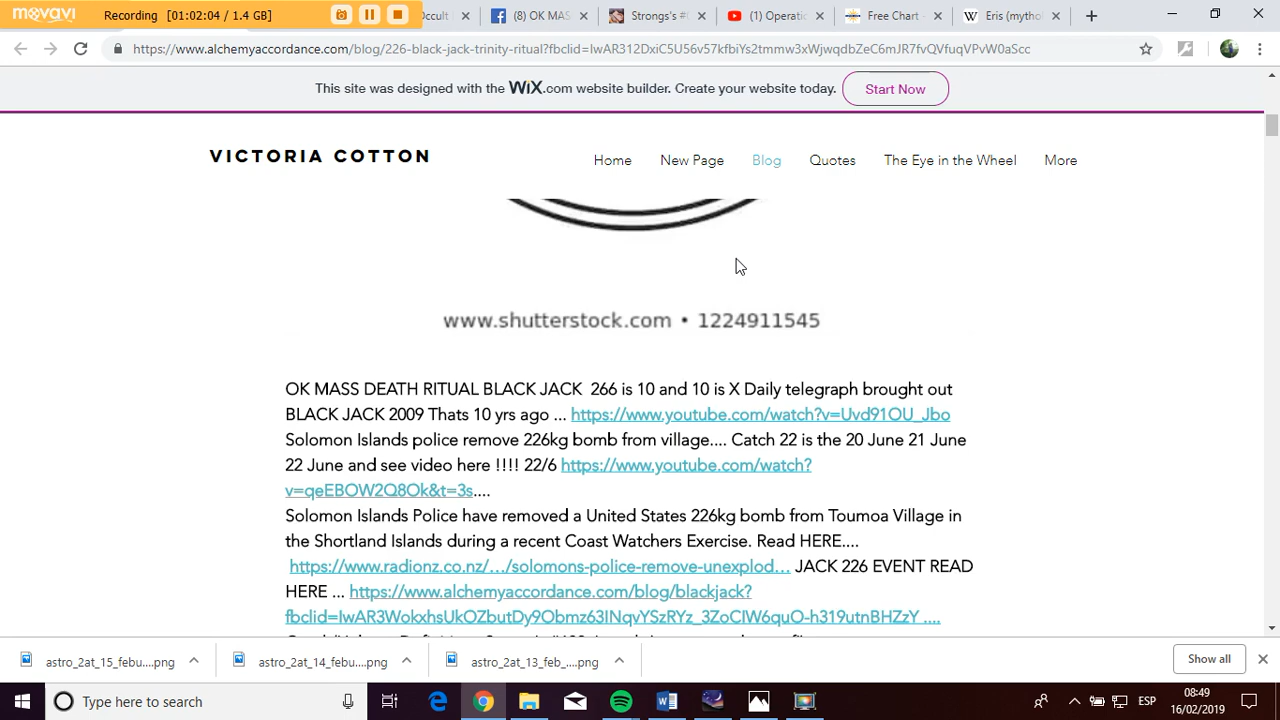 movavi Recording [01:02:04 / 1.4 GB] Occult (8) OK MAS Strongs's #0 (1) Operati Free Chart - W Eris (mythol
https://www.alchemyaccordance.com/blog/226-black-jack-trinity-ritual?fbclid=IwAR312DxiC5U56v57kfbiYs2tmmw3xWjwqdbZeC6mJR7fvQVfuqVPvW0aScc
This site was designed with the WiX.com website builder. Create your website today. Start Now
VICTORIA COTTON Home New Page Blog Quotes The Eye in the Wheel More
www.shutterstock.com • 1224911545
OK MASS DEATH RITUAL BLACK JACK 266 is 10 and 10 is X Daily telegraph brought out
BLACK JACK 2009 Thats 10 yrs ago ... https://www.youtube.com/watch?v=Uvd91OU_Jbo
Solomon Islands police remove 226kg bomb from village.... Catch 22 is the 20 June 21 June
22 June and see video here !!!! 22/6 https://www.youtube.com/watch?
v=qeEBOW2Q8Ok&t=3s....
Solomon Islands Police have removed a United States 226kg bomb from Toumoa Village in
the Shortland Islands during a recent Coast Watchers Exercise. Read HERE....
https://www.radionz.co.nz/…/solomons-police-remove-unexplod… JACK 226 EVENT READ
HERE ... https://www.alchemyaccordance.com/blog/blackjack?
fbclid=IwAR3WokxhsUkOZbutDy9Obmz63INqvYSzRYz_3ZoCIW6quO-h319utnBHZzY ....
astro_2at_15_febu....png astro_2at_14_febu....png astro_2at_13_feb_....png Show all
Type here to search ESP 08:49
16/02/2019